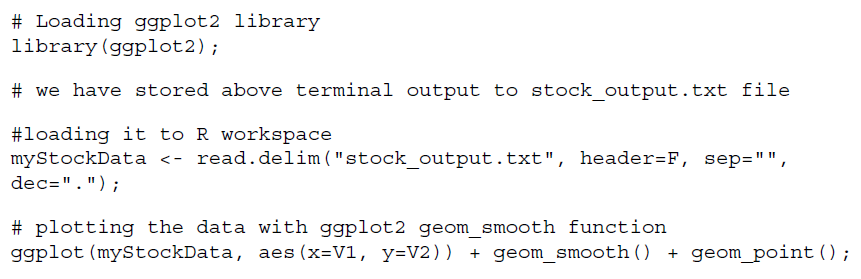 # Loading ggplot2 library
library(ggplot2);
# we have stored above terminal output to stock_output.txt file
#loading it to R workspace
myStockData <- read.delim("stock_output.txt", header=F, sep="",
dec=".");
# plotting the data with ggplot2 geom_smooth function
ggplot(myStockData, aes(x=V1, y=V2)) + geom_smooth() + geom_point();